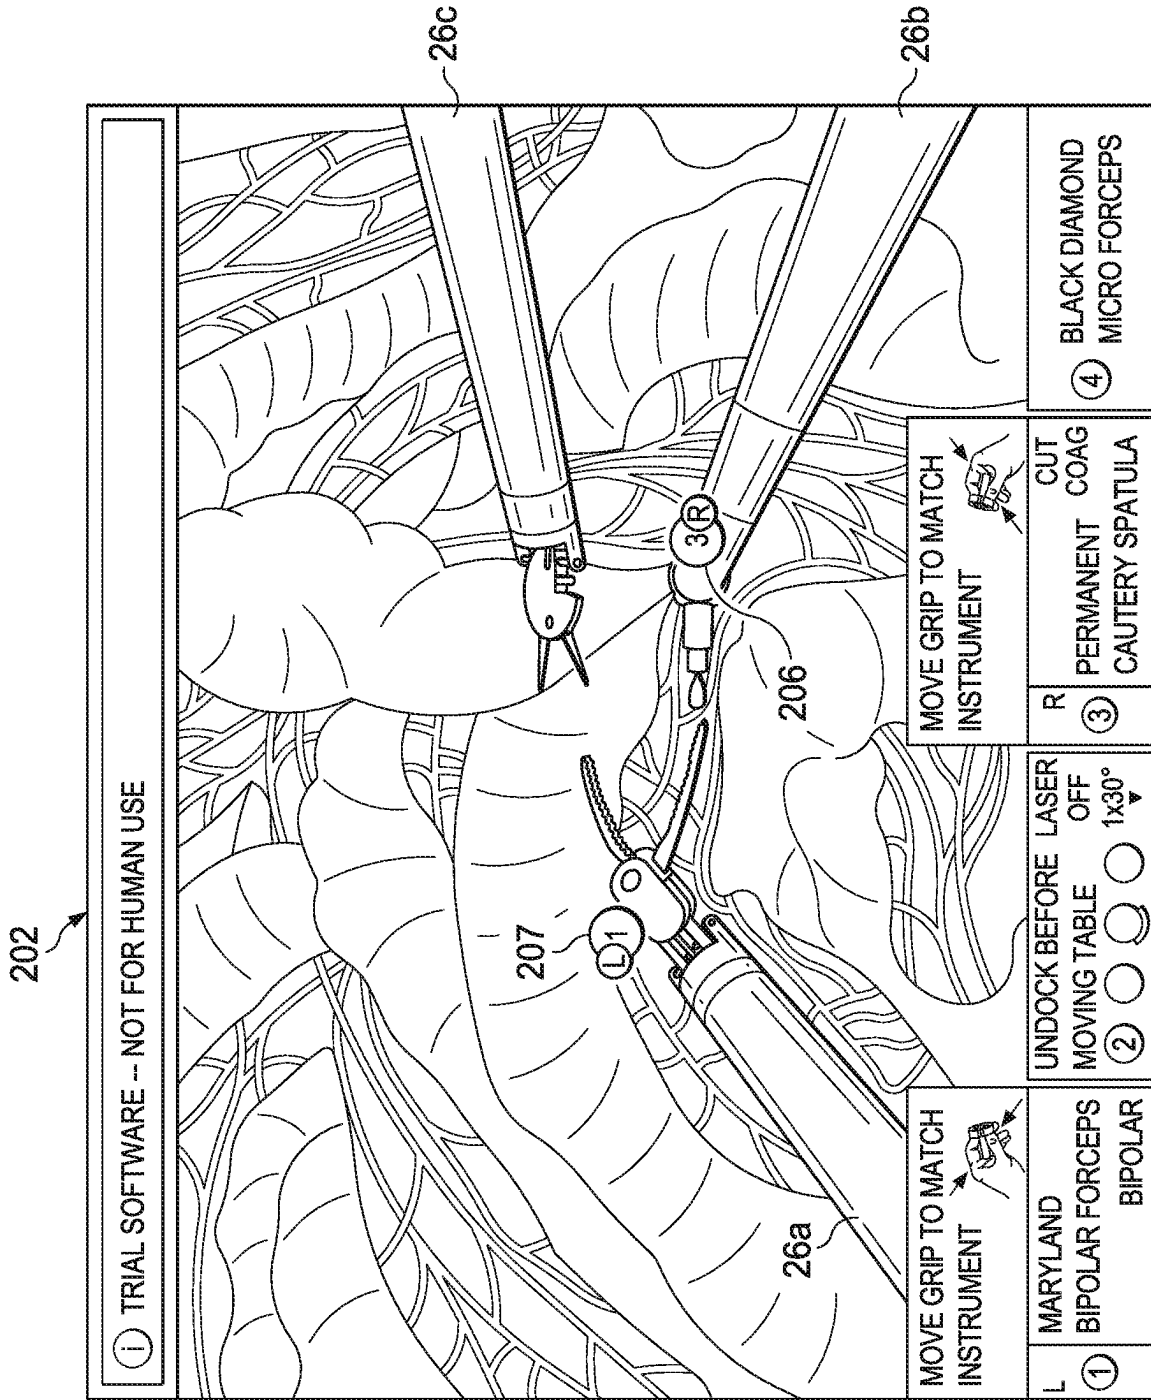 202
i TRIAL SOFTWARE -- NOT FOR HUMAN USE
26c
26b
207
L 1
3 R
206
26a
MOVE GRIP TO MATCH
INSTRUMENT
L
1
MARYLAND
BIPOLAR FORCEPS
BIPOLAR
UNDOCK BEFORE
MOVING TABLE
LASER
OFF
2
1x30°
MOVE GRIP TO MATCH
INSTRUMENT
R
3
CUT
PERMANENT COAG
CAUTERY SPATULA
4
BLACK DIAMOND
MICRO FORCEPS